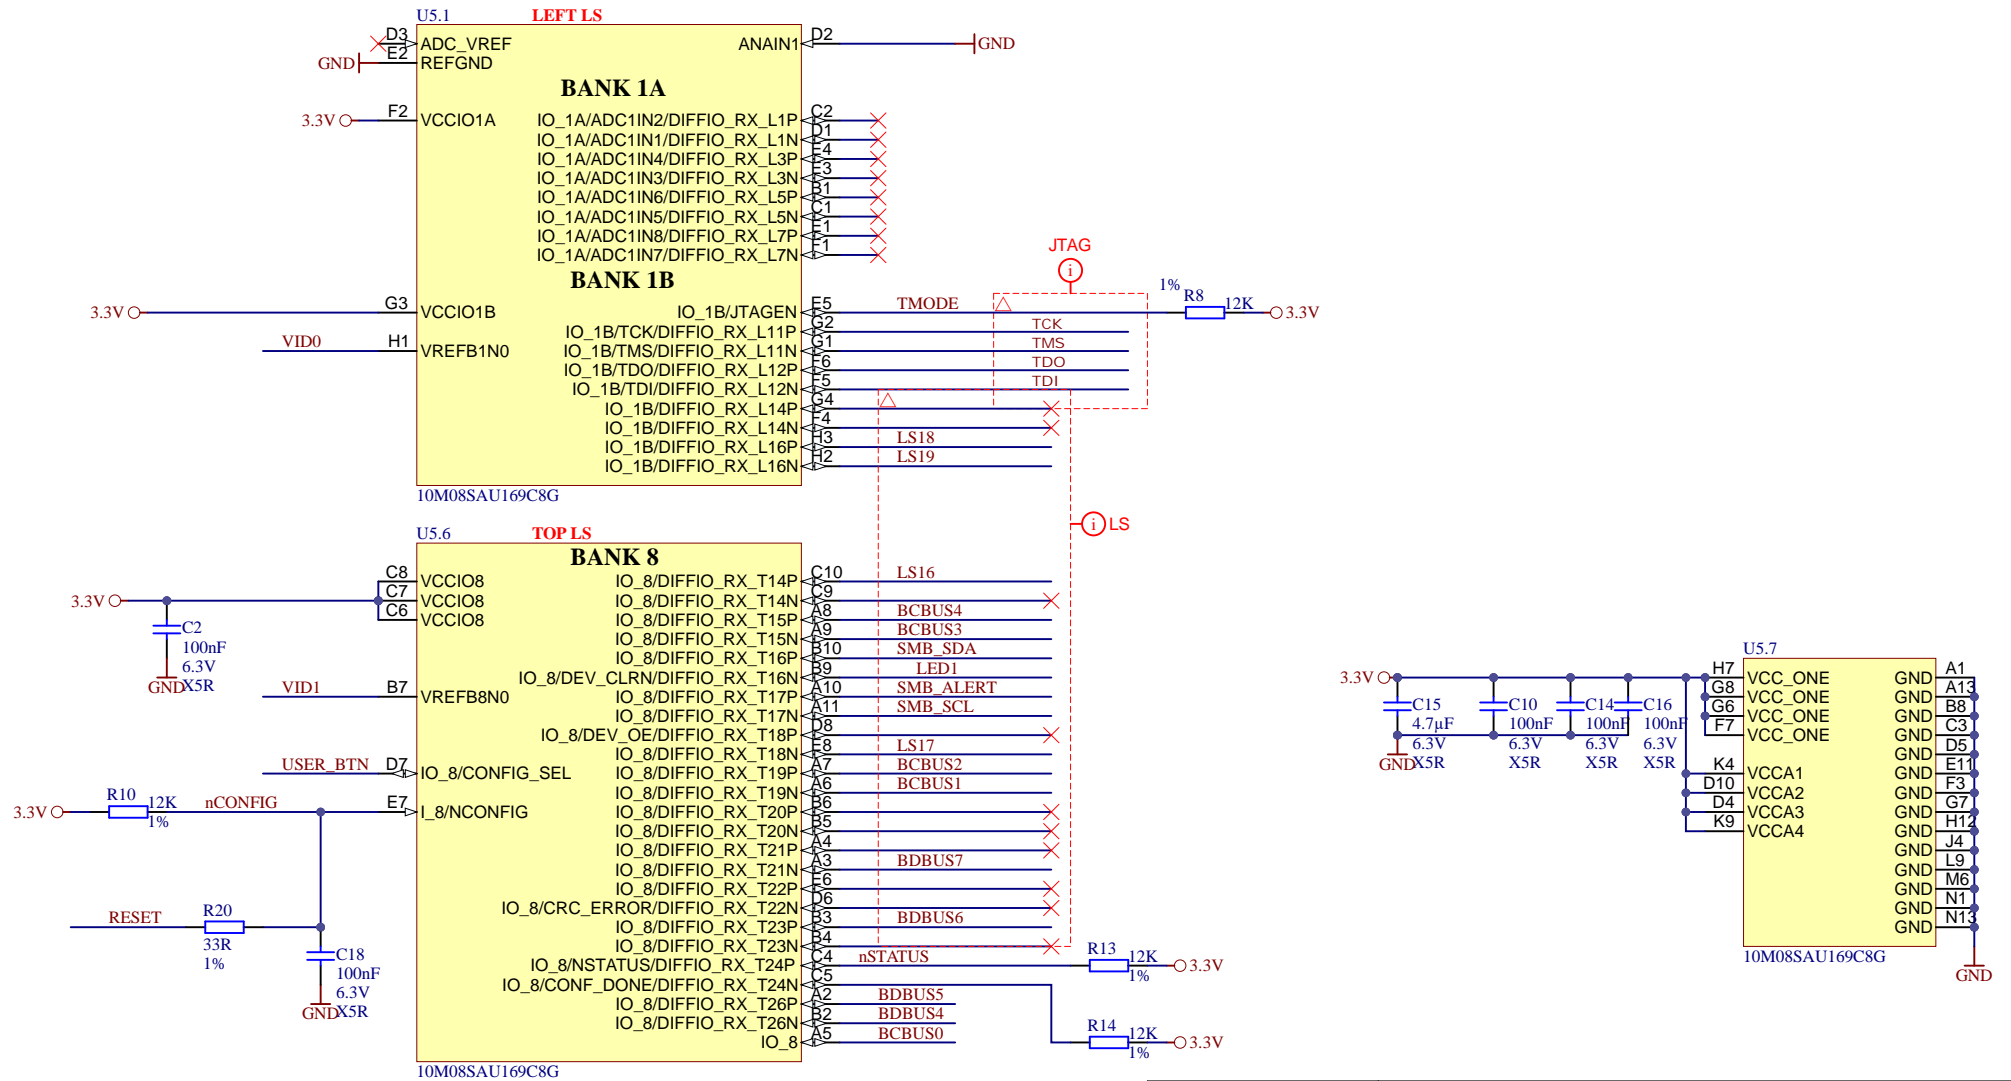 U5.1 LEFT LS
D3 ADC_VREF ANAIN1 D2 GND
GND E2 REFGND
BANK 1A
3.3V F2 VCCIO1A IO_1A/ADC1IN2/DIFFIO_RX_L1P C2
IO_1A/ADC1IN1/DIFFIO_RX_L1N D1
IO_1A/ADC1IN4/DIFFIO_RX_L3P E4
IO_1A/ADC1IN3/DIFFIO_RX_L3N E3
IO_1A/ADC1IN6/DIFFIO_RX_L5P B1
IO_1A/ADC1IN5/DIFFIO_RX_L5N C1
IO_1A/ADC1IN8/DIFFIO_RX_L7P E1
IO_1A/ADC1IN7/DIFFIO_RX_L7N F1
JTAG
i
BANK 1B
3.3V G3 VCCIO1B IO_1B/JTAGEN E5 TMODE 1% R8 12K 3.3V
IO_1B/TCK/DIFFIO_RX_L11P G2 TCK
VID0 H1 VREFB1N0 IO_1B/TMS/DIFFIO_RX_L11N G1 TMS
IO_1B/TDO/DIFFIO_RX_L12P F6 TDO
IO_1B/TDI/DIFFIO_RX_L12N F5 TDI
IO_1B/DIFFIO_RX_L14P G4
IO_1B/DIFFIO_RX_L14N F4
IO_1B/DIFFIO_RX_L16P H3 LS18
IO_1B/DIFFIO_RX_L16N H2 LS19
10M08SAU169C8G
i LS
U5.6 TOP LS
BANK 8
C8 VCCIO8 IO_8/DIFFIO_RX_T14P C10 LS16
3.3V C7 VCCIO8 IO_8/DIFFIO_RX_T14N C9
C6 VCCIO8 IO_8/DIFFIO_RX_T15P A8 BCBUS4
C2
100nF
6.3V
X5R
GND
IO_8/DIFFIO_RX_T15N A9 BCBUS3
IO_8/DIFFIO_RX_T16P B10 SMB_SDA
IO_8/DEV_CLRN/DIFFIO_RX_T16N B9 LED1
VID1 B7 VREFB8N0 IO_8/DIFFIO_RX_T17P A10 SMB_ALERT
IO_8/DIFFIO_RX_T17N A11 SMB_SCL
IO_8/DEV_OE/DIFFIO_RX_T18P D8
IO_8/DIFFIO_RX_T18N E8 LS17
USER_BTN D7 IO_8/CONFIG_SEL IO_8/DIFFIO_RX_T19P A7 BCBUS2
IO_8/DIFFIO_RX_T19N A6 BCBUS1
3.3V R10 12K 1% nCONFIG E7 I_8/NCONFIG IO_8/DIFFIO_RX_T20P B6
IO_8/DIFFIO_RX_T20N B5
IO_8/DIFFIO_RX_T21P A4
IO_8/DIFFIO_RX_T21N A3 BDBUS7
IO_8/DIFFIO_RX_T22P E6
IO_8/CRC_ERROR/DIFFIO_RX_T22N D6
RESET R20 33R 1% IO_8/DIFFIO_RX_T23P B3 BDBUS6
IO_8/DIFFIO_RX_T23N B4
C18
100nF
6.3V
X5R
GND
IO_8/NSTATUS/DIFFIO_RX_T24P C4 nSTATUS R13 12K 1% 3.3V
IO_8/CONF_DONE/DIFFIO_RX_T24N C5
IO_8/DIFFIO_RX_T26P A2 BDBUS5
IO_8/DIFFIO_RX_T26N B2 BDBUS4
IO_8 A5 BCBUS0 R14 12K 1% 3.3V
10M08SAU169C8G
U5.7
3.3V H7 VCC_ONE GND A1
G8 VCC_ONE GND A13
G6 VCC_ONE GND B8
F7 VCC_ONE GND C3
GND D5
K4 VCCA1 GND E11
D10 VCCA2 GND F3
D4 VCCA3 GND G7
K9 VCCA4 GND H12
GND J4
GND L9
GND M6
GND N1
GND N13
C15 C10 C14 C16
4.7µF 100nF 100nF 100nF
6.3V 6.3V 6.3V 6.3V
X5R X5R X5R X5R
GND
10M08SAU169C8G
GND